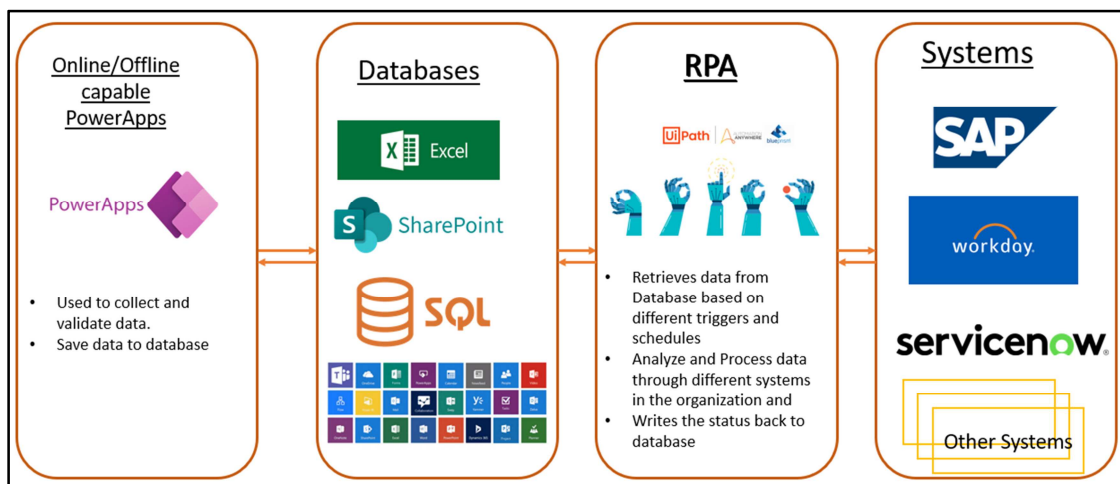 Online/Offline
capable
PowerApps
PowerApps
• Used to collect and
validate data.
• Save data to database
Databases
X
Excel
S
SharePoint
SQL
RPA
UiPath
AUTOMATION
ANYWHERE
blueprint
• Retrieves data from
Database based on
different triggers and
schedules
• Analyze and Process data
through different systems
in the organization and
• Writes the status back to
database
Systems
SAP
workday.
servicenow
Other Systems